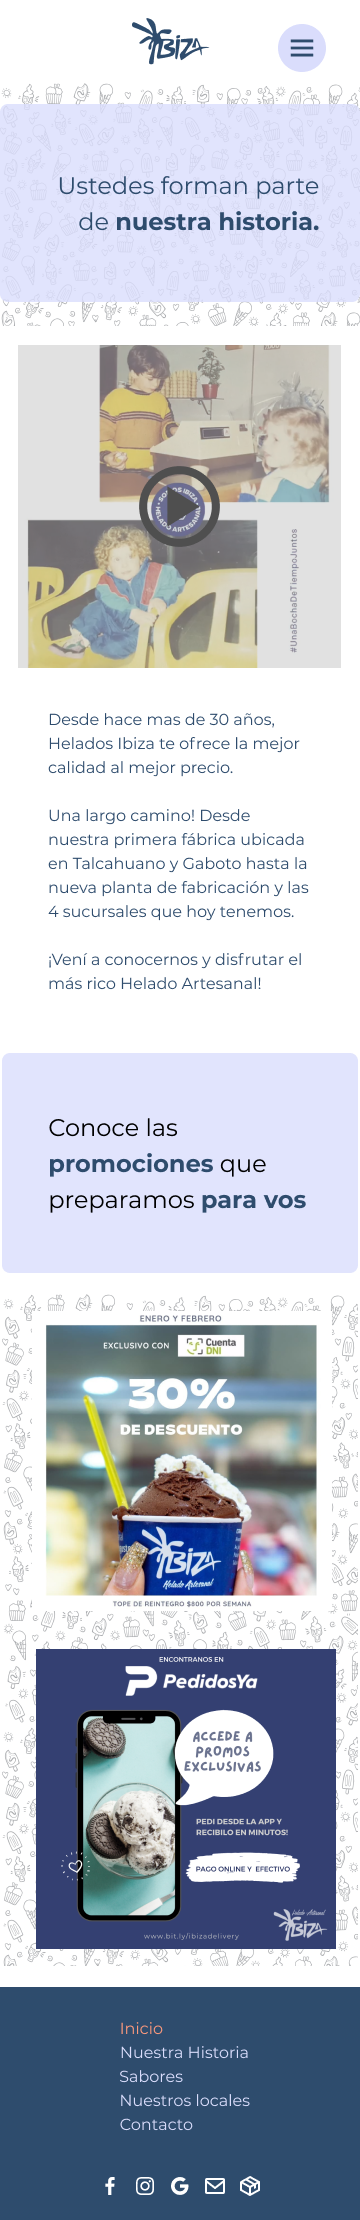 IBIZA
Ustedes forman parte
de nuestra historia.
SOMOS IBIZA
HELADO ARTESANAL
#UnaBochaDeTiempoJuntos
Desde hace mas de 30 años,
Helados Ibiza te ofrece la mejor
calidad al mejor precio.
Una largo camino! Desde
nuestra primera fábrica ubicada
en Talcahuano y Gaboto hasta la
nueva planta de fabricación y las
4 sucursales que hoy tenemos.
¡Vení a conocernos y disfrutar el
más rico Helado Artesanal!
Conoce las
promociones que
preparamos para vos
ENERO Y FEBRERO
EXCLUSIVO CON
Cuenta
DNI
30%
DE DESCUENTO
IBIZA
Helado Artesanal
TOPE DE REINTEGRO $800 POR SEMANA
ENCONTRANOS EN
PedidosYa
ACCEDE A
PROMOS
EXCLUSIVAS
PEDI DESDE LA APP Y
RECIBILO EN MINUTOS!
PAGO ONLINE Y EFECTIVO
Helado Artesanal
IBIZA
www.bit.ly/ibizadelivery
Inicio
Nuestra Historia
Sabores
Nuestros locales
Contacto